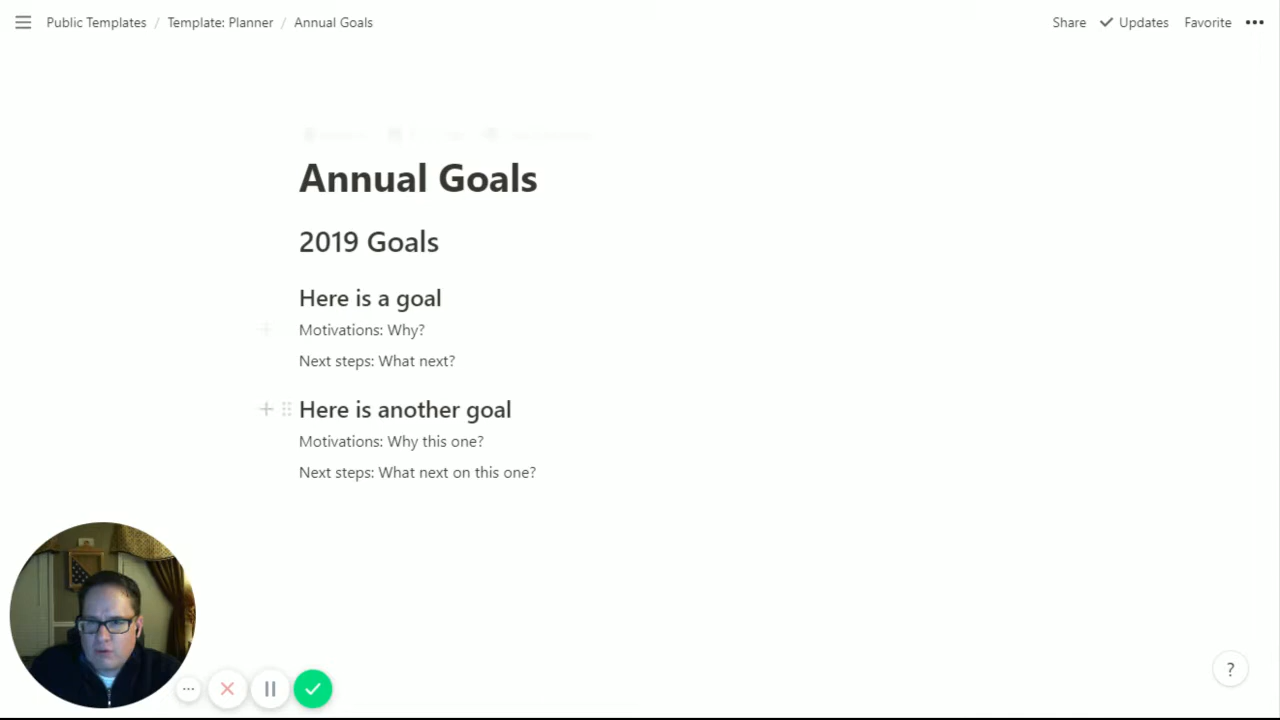 Public Templates / Template: Planner / Annual Goals
Share Updates Favorite
Annual Goals
2019 Goals
Here is a goal
Motivations: Why?
Next steps: What next?
Here is another goal
Motivations: Why this one?
Next steps: What next on this one?
?